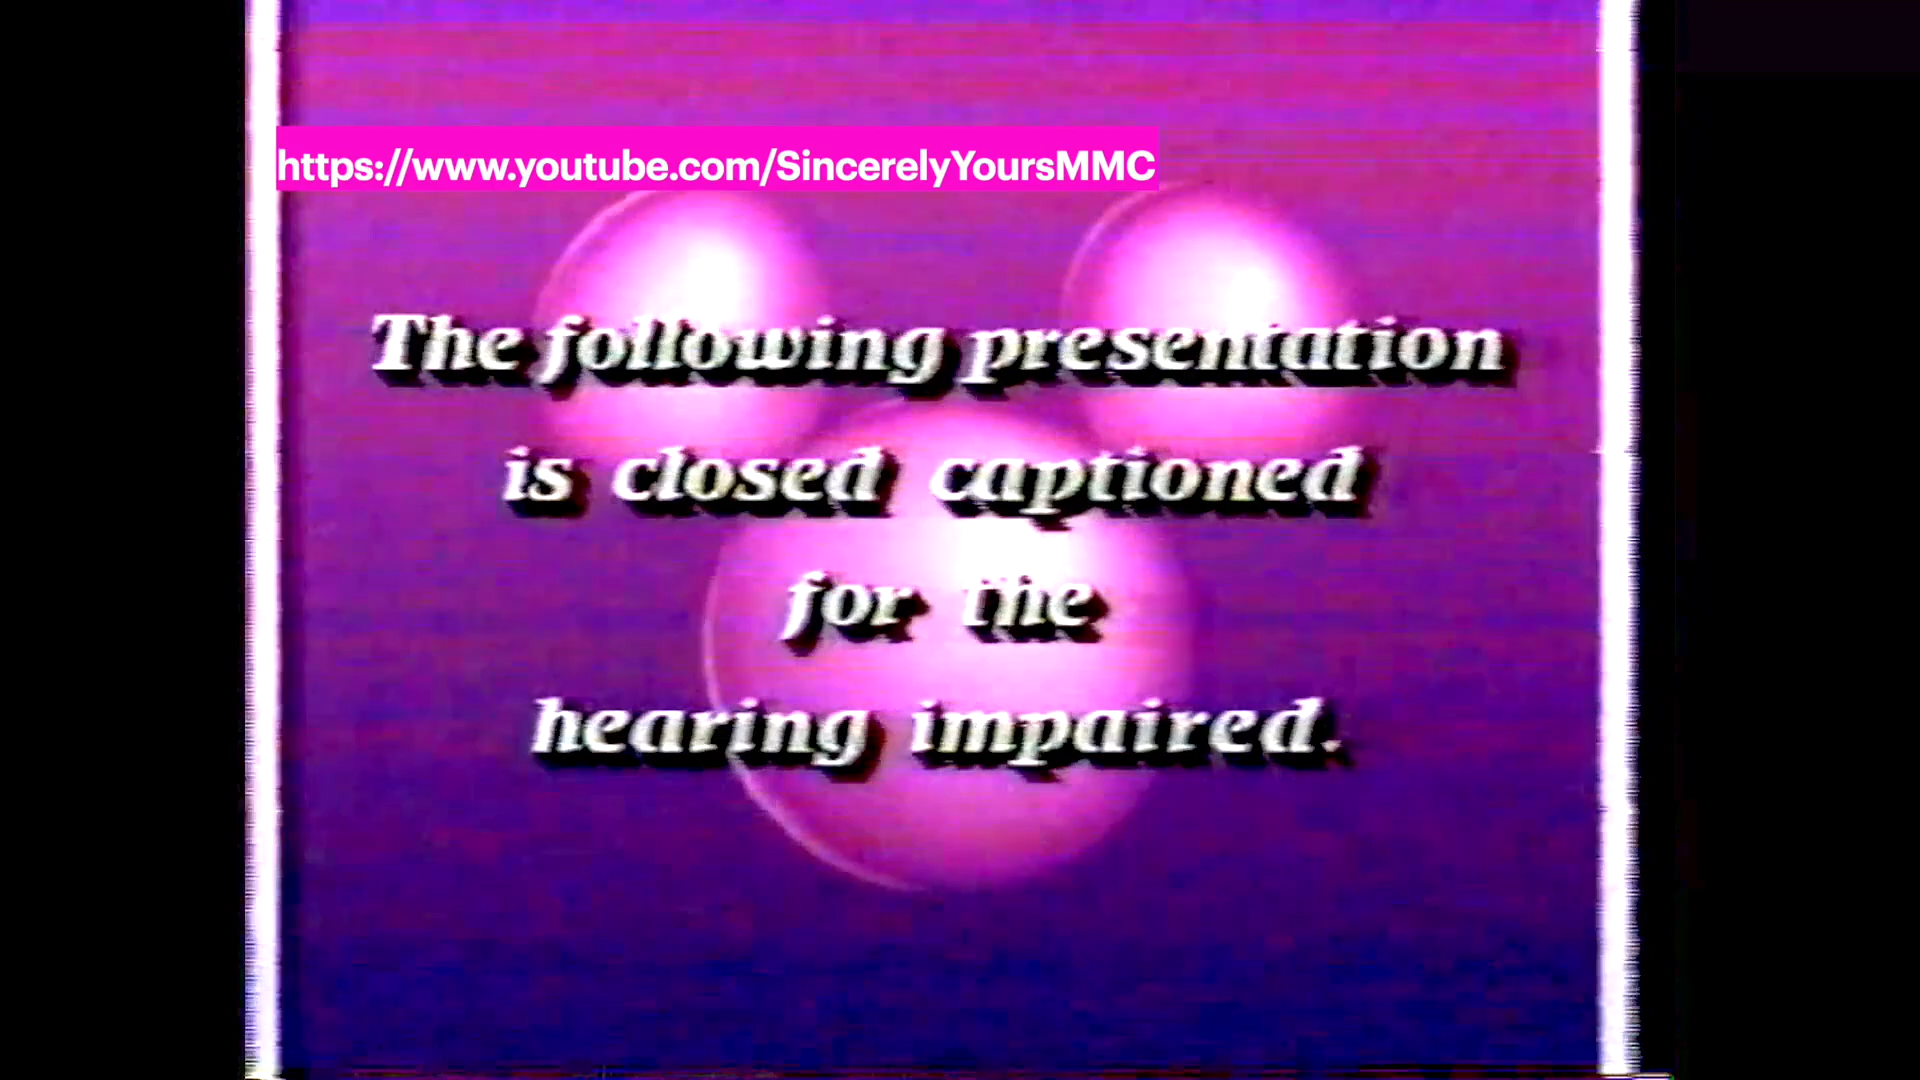 https://www.youtube.com/SincerelyYoursMMC
The following presentation
is closed captioned
for the
hearing impaired.